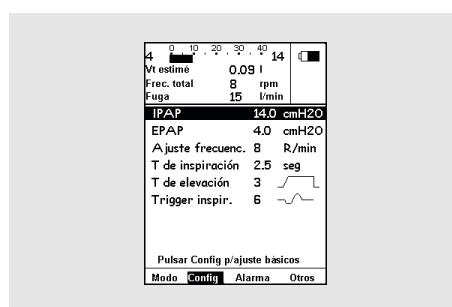 0 10 20 30 40
4 14
Vt estimé 0.09 l
Frec. total 8 rpm
Fuga 15 l/min
IPAP 14.0 cmH2O
EPAP 4.0 cmH2O
Ajuste frecuenc. 8 R/min
T de inspiración 2.5 seg
T de elevación 3
Trigger inspir. 6
Pulsar Config p/ajuste básicos
Modo Config Alarma Otros